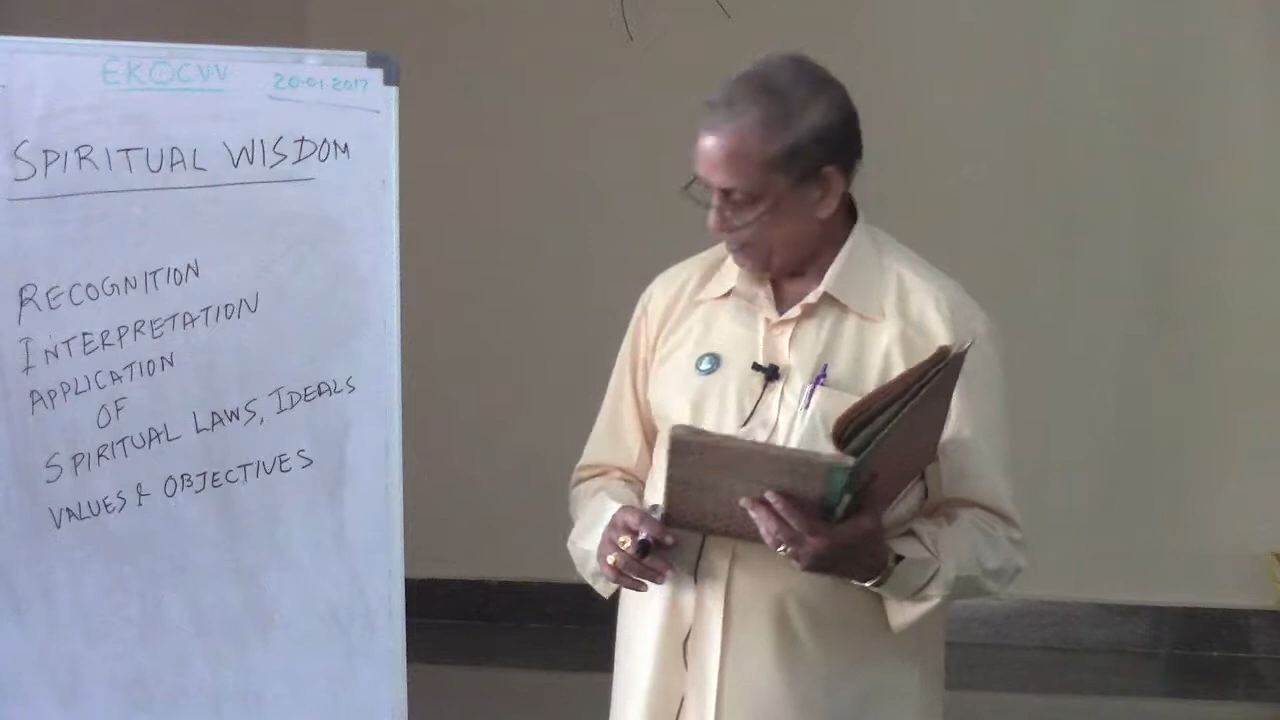 EKOCVV
20-01-2017
SPIRITUAL WISDOM
RECOGNITION
INTERPRETATION
APPLICATION
OF
SPIRITUAL LAWS, IDEALS
VALUES & OBJECTIVES